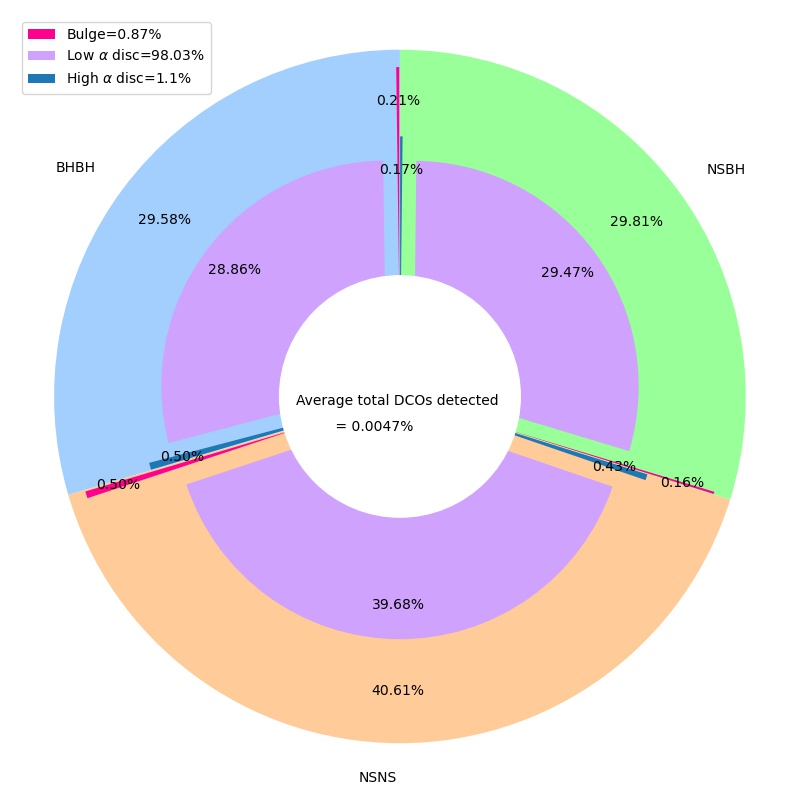 Bulge=0.87%
Low α disc=98.03%
High α disc=1.1%
0.21%
BHBH
0.17%
NSBH
29.58%
29.81%
28.86%
29.47%
Average total DCOs detected
= 0.0047%
0.50%
0.43%
0.50%
0.16%
39.68%
40.61%
NSNS